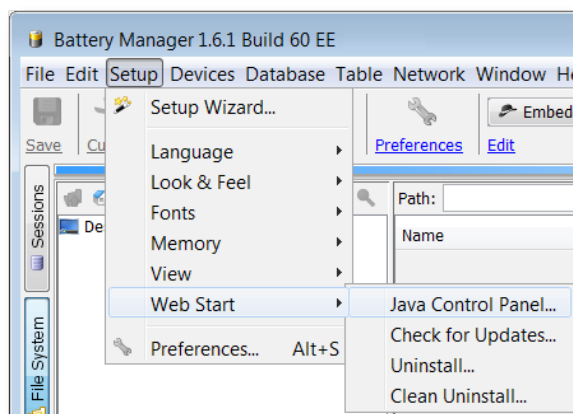 Battery Manager 1.6.1 Build 60 EE
File Edit Setup Devices Database Table Network Window
Setup Wizard...
Language
Look & Feel
Fonts
Memory
View
Web Start
Preferences... Alt+S
Java Control Panel...
Check for Updates...
Uninstall...
Clean Uninstall...
Save
Preferences
Edit
Sessions
File System
Path:
Name